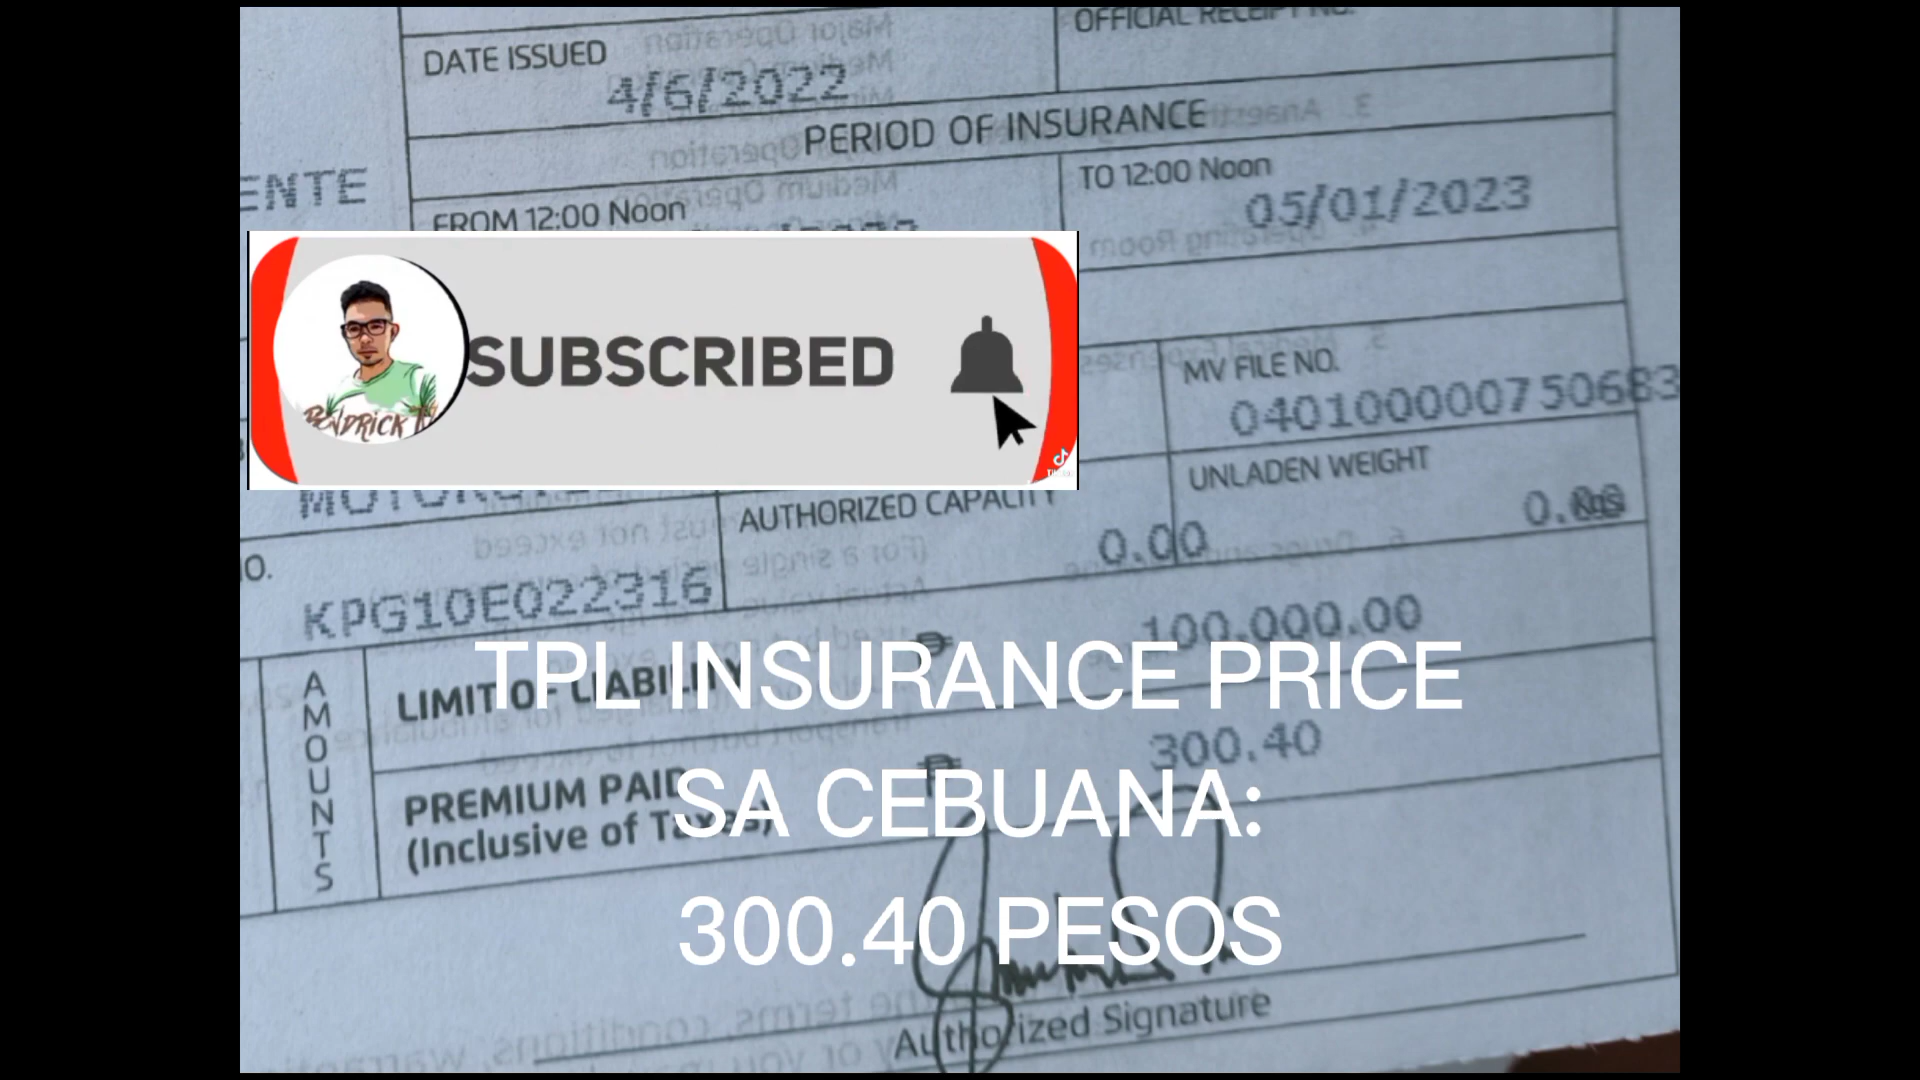 OFFICIAL RECEIPT NO.
DATE ISSUED
4/6/2022
PERIOD OF INSURANCE
ENTE
FROM 12:00 Noon
TO 12:00 Noon
05/01/2023
SUBSCRIBED
BENDRICK TV
MV FILE NO.
040100000750683
UNLADEN WEIGHT
AUTHORIZED CAPACITY
0.00
KPG10E022316
AMOUNTS
LIMIT OF LIABILITY
₱
100,000.00
PREMIUM PAID
(Inclusive of Taxes)
₱
300.40
TPL INSURANCE PRICE
SA CEBUANA:
300.40 PESOS
Authorized Signature